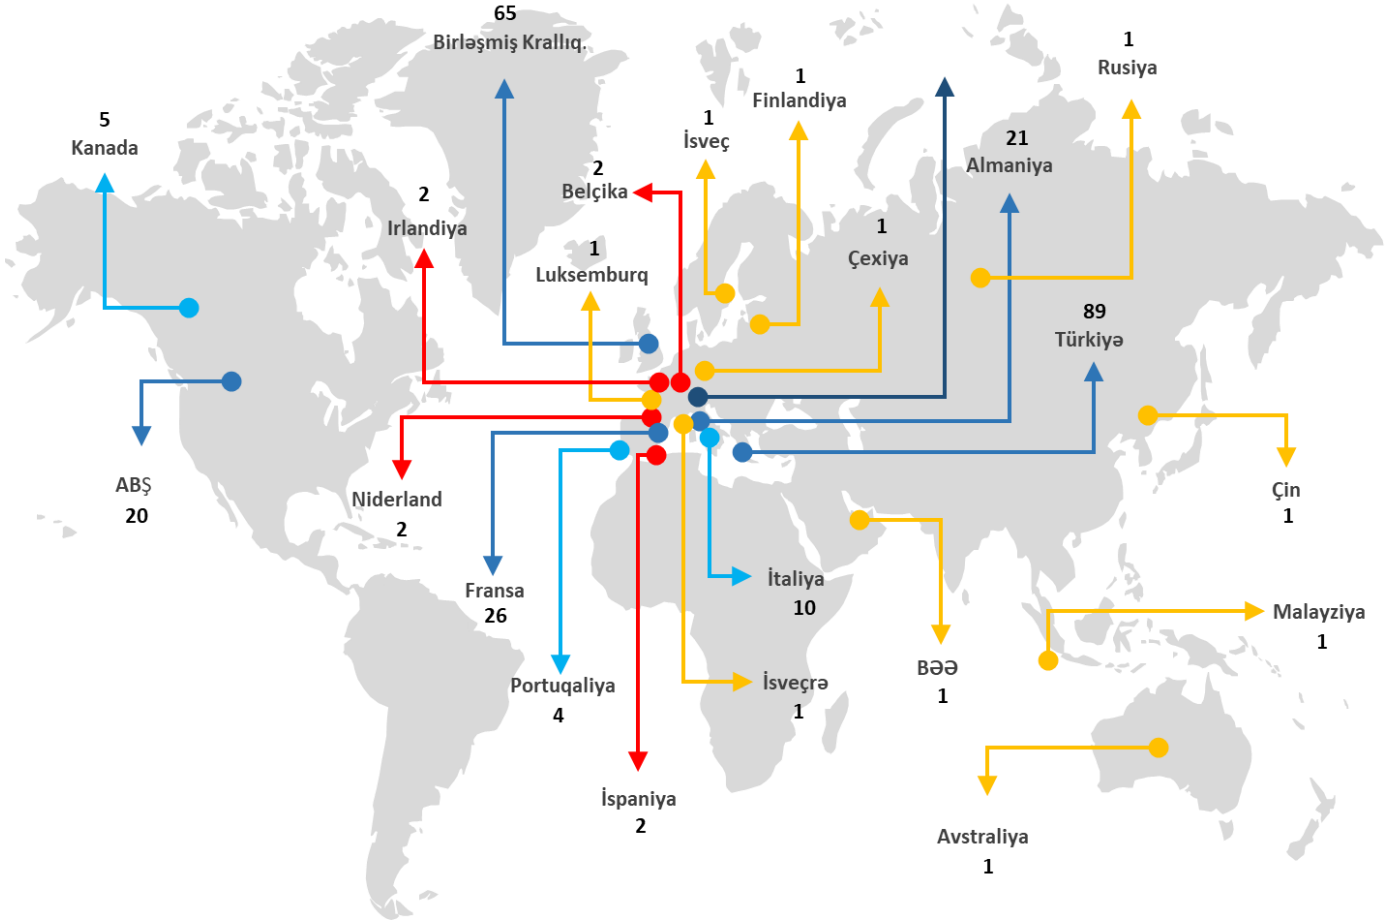 65
Birləşmiş Krallıq.
1
Rusiya
1
Finlandiya
5
Kanada
1
İsveç
21
Almaniya
2
Belçika
2
Irlandiya
1
Çexiya
1
Luksemburq
89
Türkiyə
ABŞ
20
Niderland
2
Çin
1
Fransa
26
İtaliya
10
Malayziya
1
Portuqaliya
4
İsveçrə
1
BƏƏ
1
İspaniya
2
Avstraliya
1